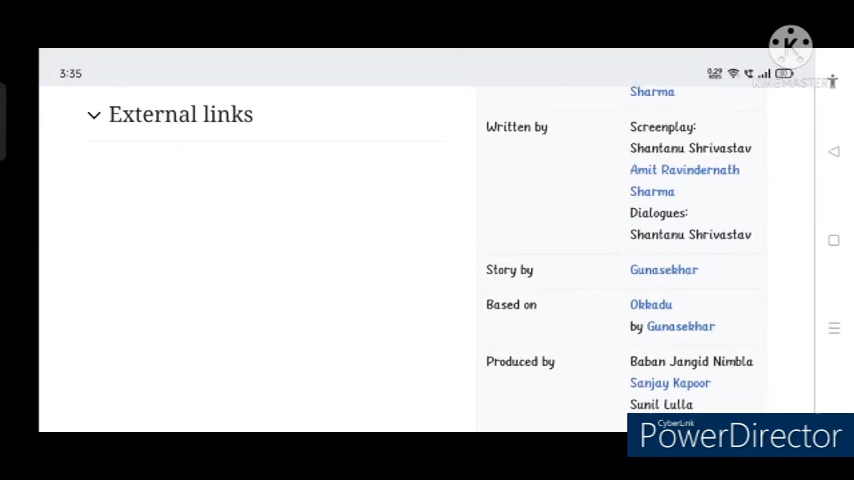 3:35
External links
Sharma
Written by
Screenplay:
Shantanu Shrivastav
Amit Ravindernath
Sharma
Dialogues:
Shantanu Shrivastav
Story by
Gunasekhar
Based on
Okkadu
by Gunasekhar
Produced by
Baban Jangid Nimbla
Sanjay Kapoor
Sunil Lulla
K
KINEMASTER
CyberLink
PowerDirector